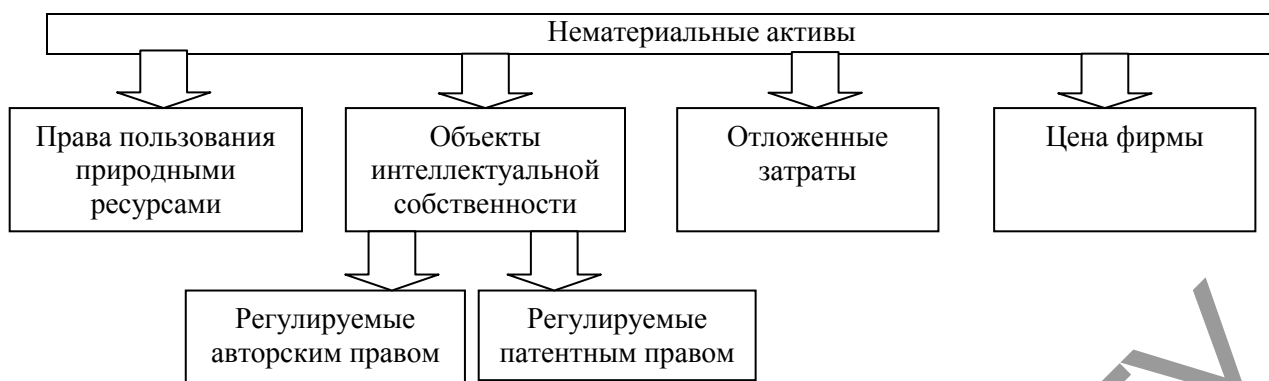 Нематериальные активы
Права пользования
природными
ресурсами
Объекты
интеллектуальной
собственности
Отложенные
затраты
Цена фирмы
Регулируемые
авторским правом
Регулируемые
патентным правом